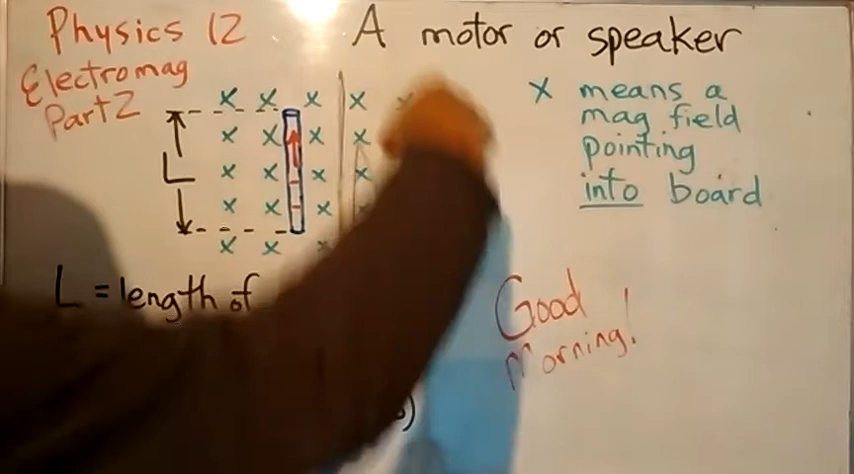 Physics 12
A motor or speaker
Electromag
Part 2
x x x x x
x x x x
L x x x x
x x x
x x x
x means a
mag field
pointing
into board
L = length of
Good
Morning!